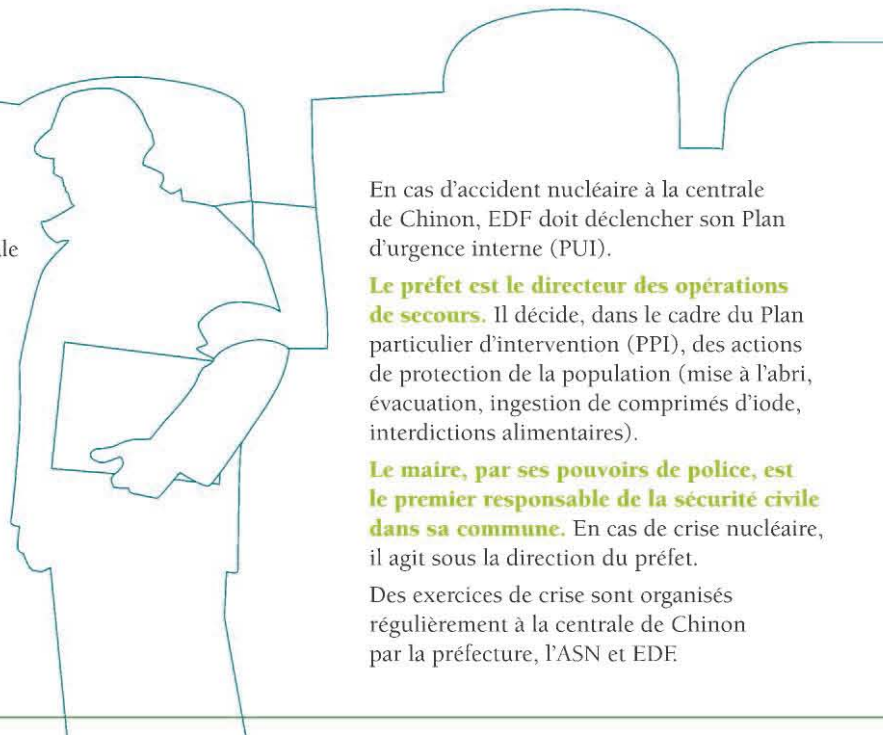 le
En cas d'accident nucléaire à la centrale
de Chinon, EDF doit déclencher son Plan
d'urgence interne (PUI).
Le préfet est le directeur des opérations
de secours. Il décide, dans le cadre du Plan
particulier d'intervention (PPI), des actions
de protection de la population (mise à l'abri,
évacuation, ingestion de comprimés d'iode,
interdictions alimentaires).
Le maire, par ses pouvoirs de police, est
le premier responsable de la sécurité civile
dans sa commune. En cas de crise nucléaire,
il agit sous la direction du préfet.
Des exercices de crise sont organisés
régulièrement à la centrale de Chinon
par la préfecture, l'ASN et EDF.